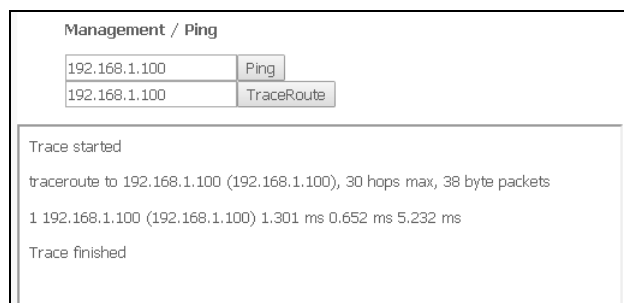 Management / Ping
192.168.1.100 Ping
192.168.1.100 TraceRoute
Trace started
traceroute to 192.168.1.100 (192.168.1.100), 30 hops max, 38 byte packets
1 192.168.1.100 (192.168.1.100) 1.301 ms 0.652 ms 5.232 ms
Trace finished